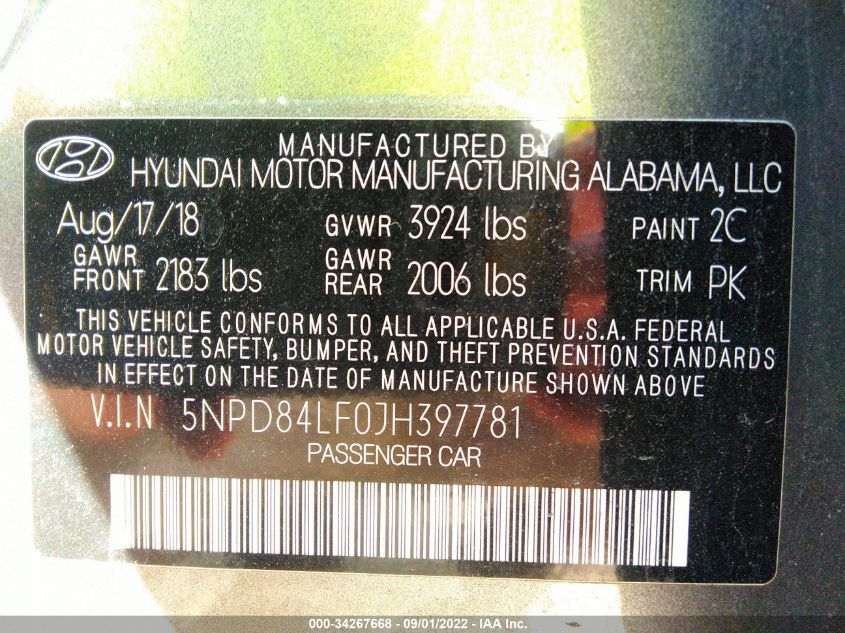 MANUFACTURED BY
HYUNDAI MOTOR MANUFACTURING ALABAMA, LLC
Aug/17/18 GVWR 3924 lbs PAINT 2C
GAWR FRONT 2183 lbs GAWR REAR 2006 lbs TRIM PK
THIS VEHICLE CONFORMS TO ALL APPLICABLE U.S.A. FEDERAL
MOTOR VEHICLE SAFETY, BUMPER, AND THEFT PREVENTION STANDARDS
IN EFFECT ON THE DATE OF MANUFACTURE SHOWN ABOVE
V.I.N 5NPD84LF0JH397781
PASSENGER CAR
000-34267668 - 09/01/2022 - IAA Inc.